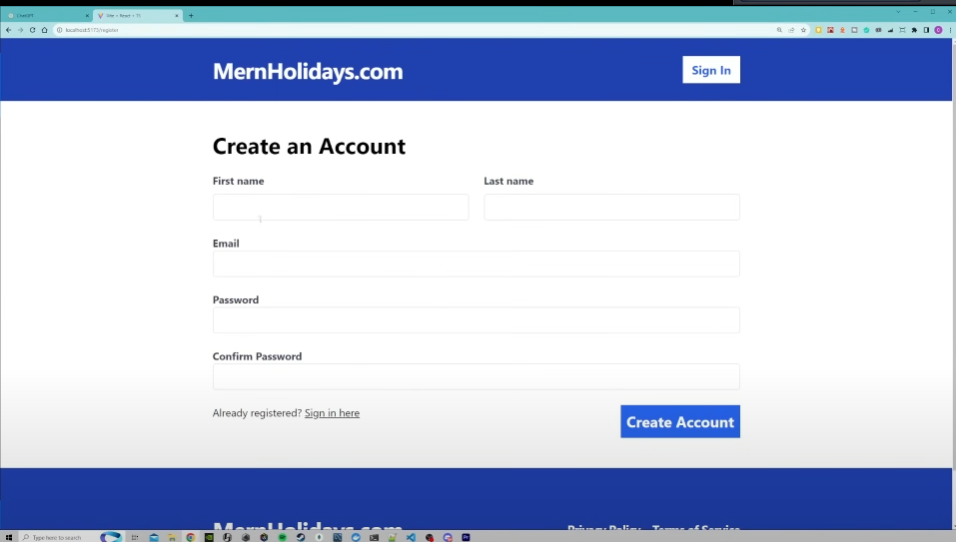 ChatGPT
Vite + React + TS
localhost:5173/register
MernHolidays.com
Sign In
Create an Account
First name
Last name
Email
Password
Confirm Password
Already registered? Sign in here
Create Account
MernHolidays.com
Privacy Policy Terms of Service
Type here to search